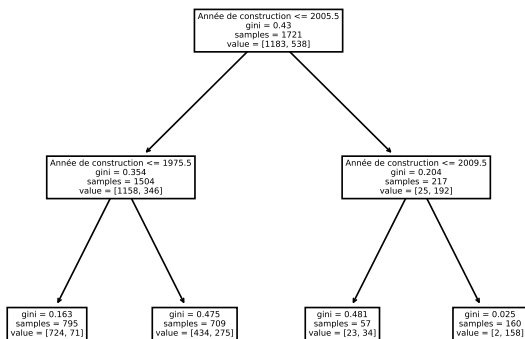 Année de construction <= 2005.5
gini = 0.43
samples = 1721
value = [1183, 538]
Année de construction <= 1975.5
gini = 0.354
samples = 1504
value = [1158, 346]
Année de construction <= 2009.5
gini = 0.204
samples = 217
value = [25, 192]
gini = 0.163
samples = 795
value = [724, 71]
gini = 0.475
samples = 709
value = [434, 275]
gini = 0.481
samples = 57
value = [23, 34]
gini = 0.025
samples = 160
value = [2, 158]